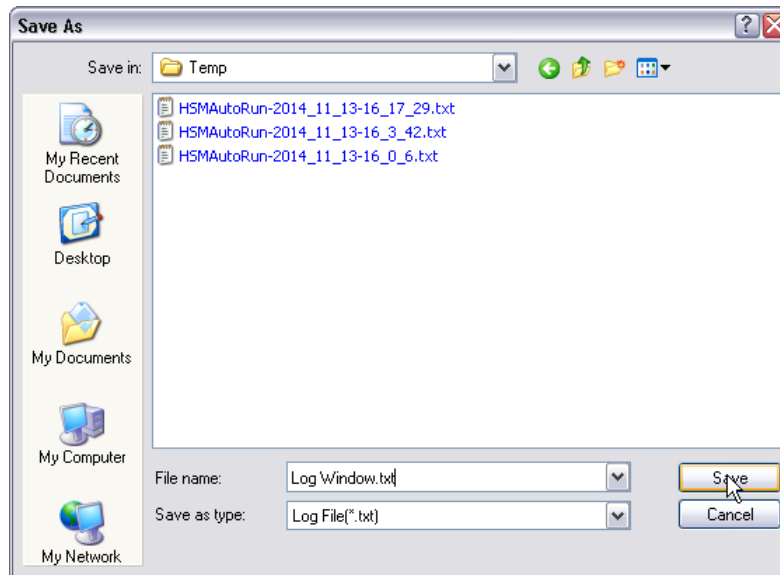 Save As
Save in:
Temp
HSMAutoRun-2014_11_13-16_17_29.txt
HSMAutoRun-2014_11_13-16_3_42.txt
HSMAutoRun-2014_11_13-16_0_6.txt
My Recent
Documents
Desktop
My Documents
My Computer
My Network
File name:
Log Window.txt
Save
Save as type:
Log File(*.txt)
Cancel